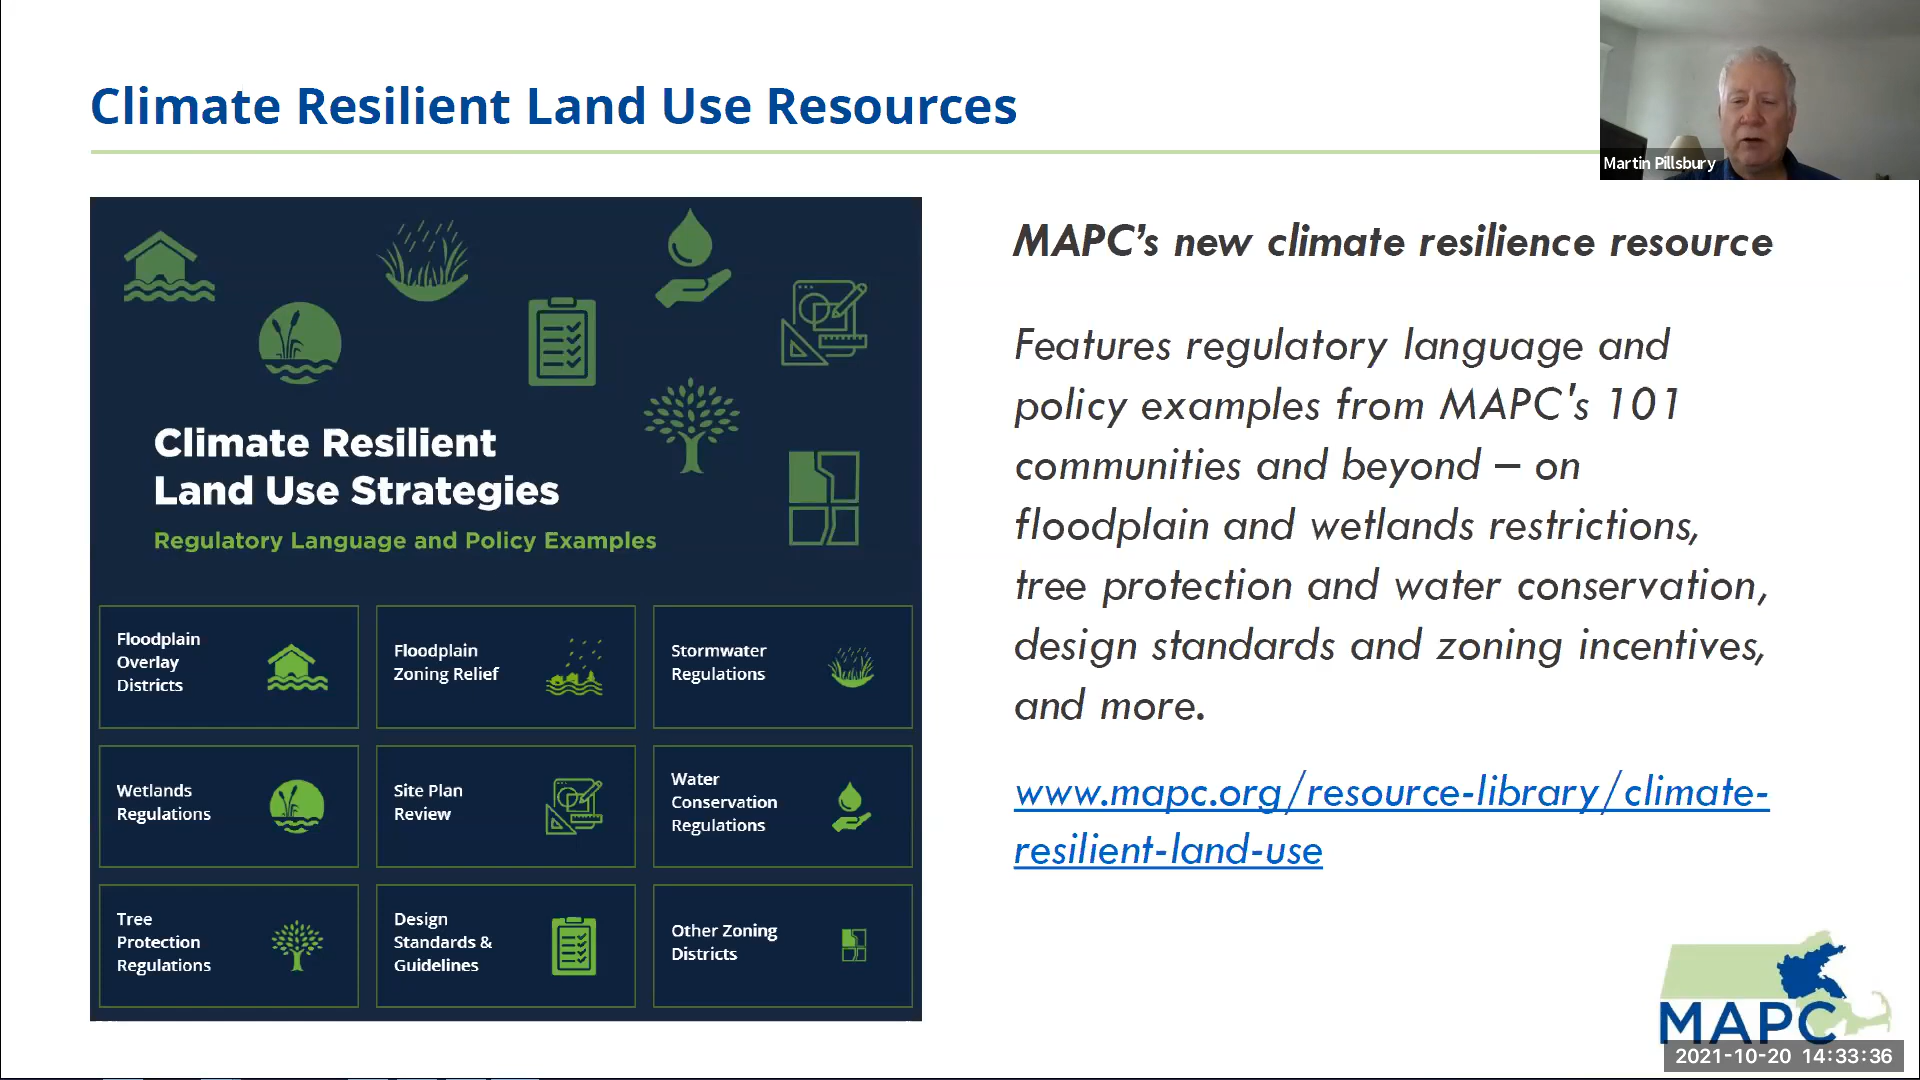 Climate Resilient Land Use Resources
Martin Pillsbury
Climate Resilient
Land Use Strategies
Regulatory Language and Policy Examples
Floodplain
Overlay
Districts
Floodplain
Zoning Relief
Stormwater
Regulations
Wetlands
Regulations
Site Plan
Review
Water
Conservation
Regulations
Tree
Protection
Regulations
Design
Standards &
Guidelines
Other Zoning
Districts
MAPC’s new climate resilience resource
Features regulatory language and
policy examples from MAPC's 101
communities and beyond – on
floodplain and wetlands restrictions,
tree protection and water conservation,
design standards and zoning incentives,
and more.
www.mapc.org/resource-library/climate-
resilient-land-use
MAPC
2021-10-20 14:33:36